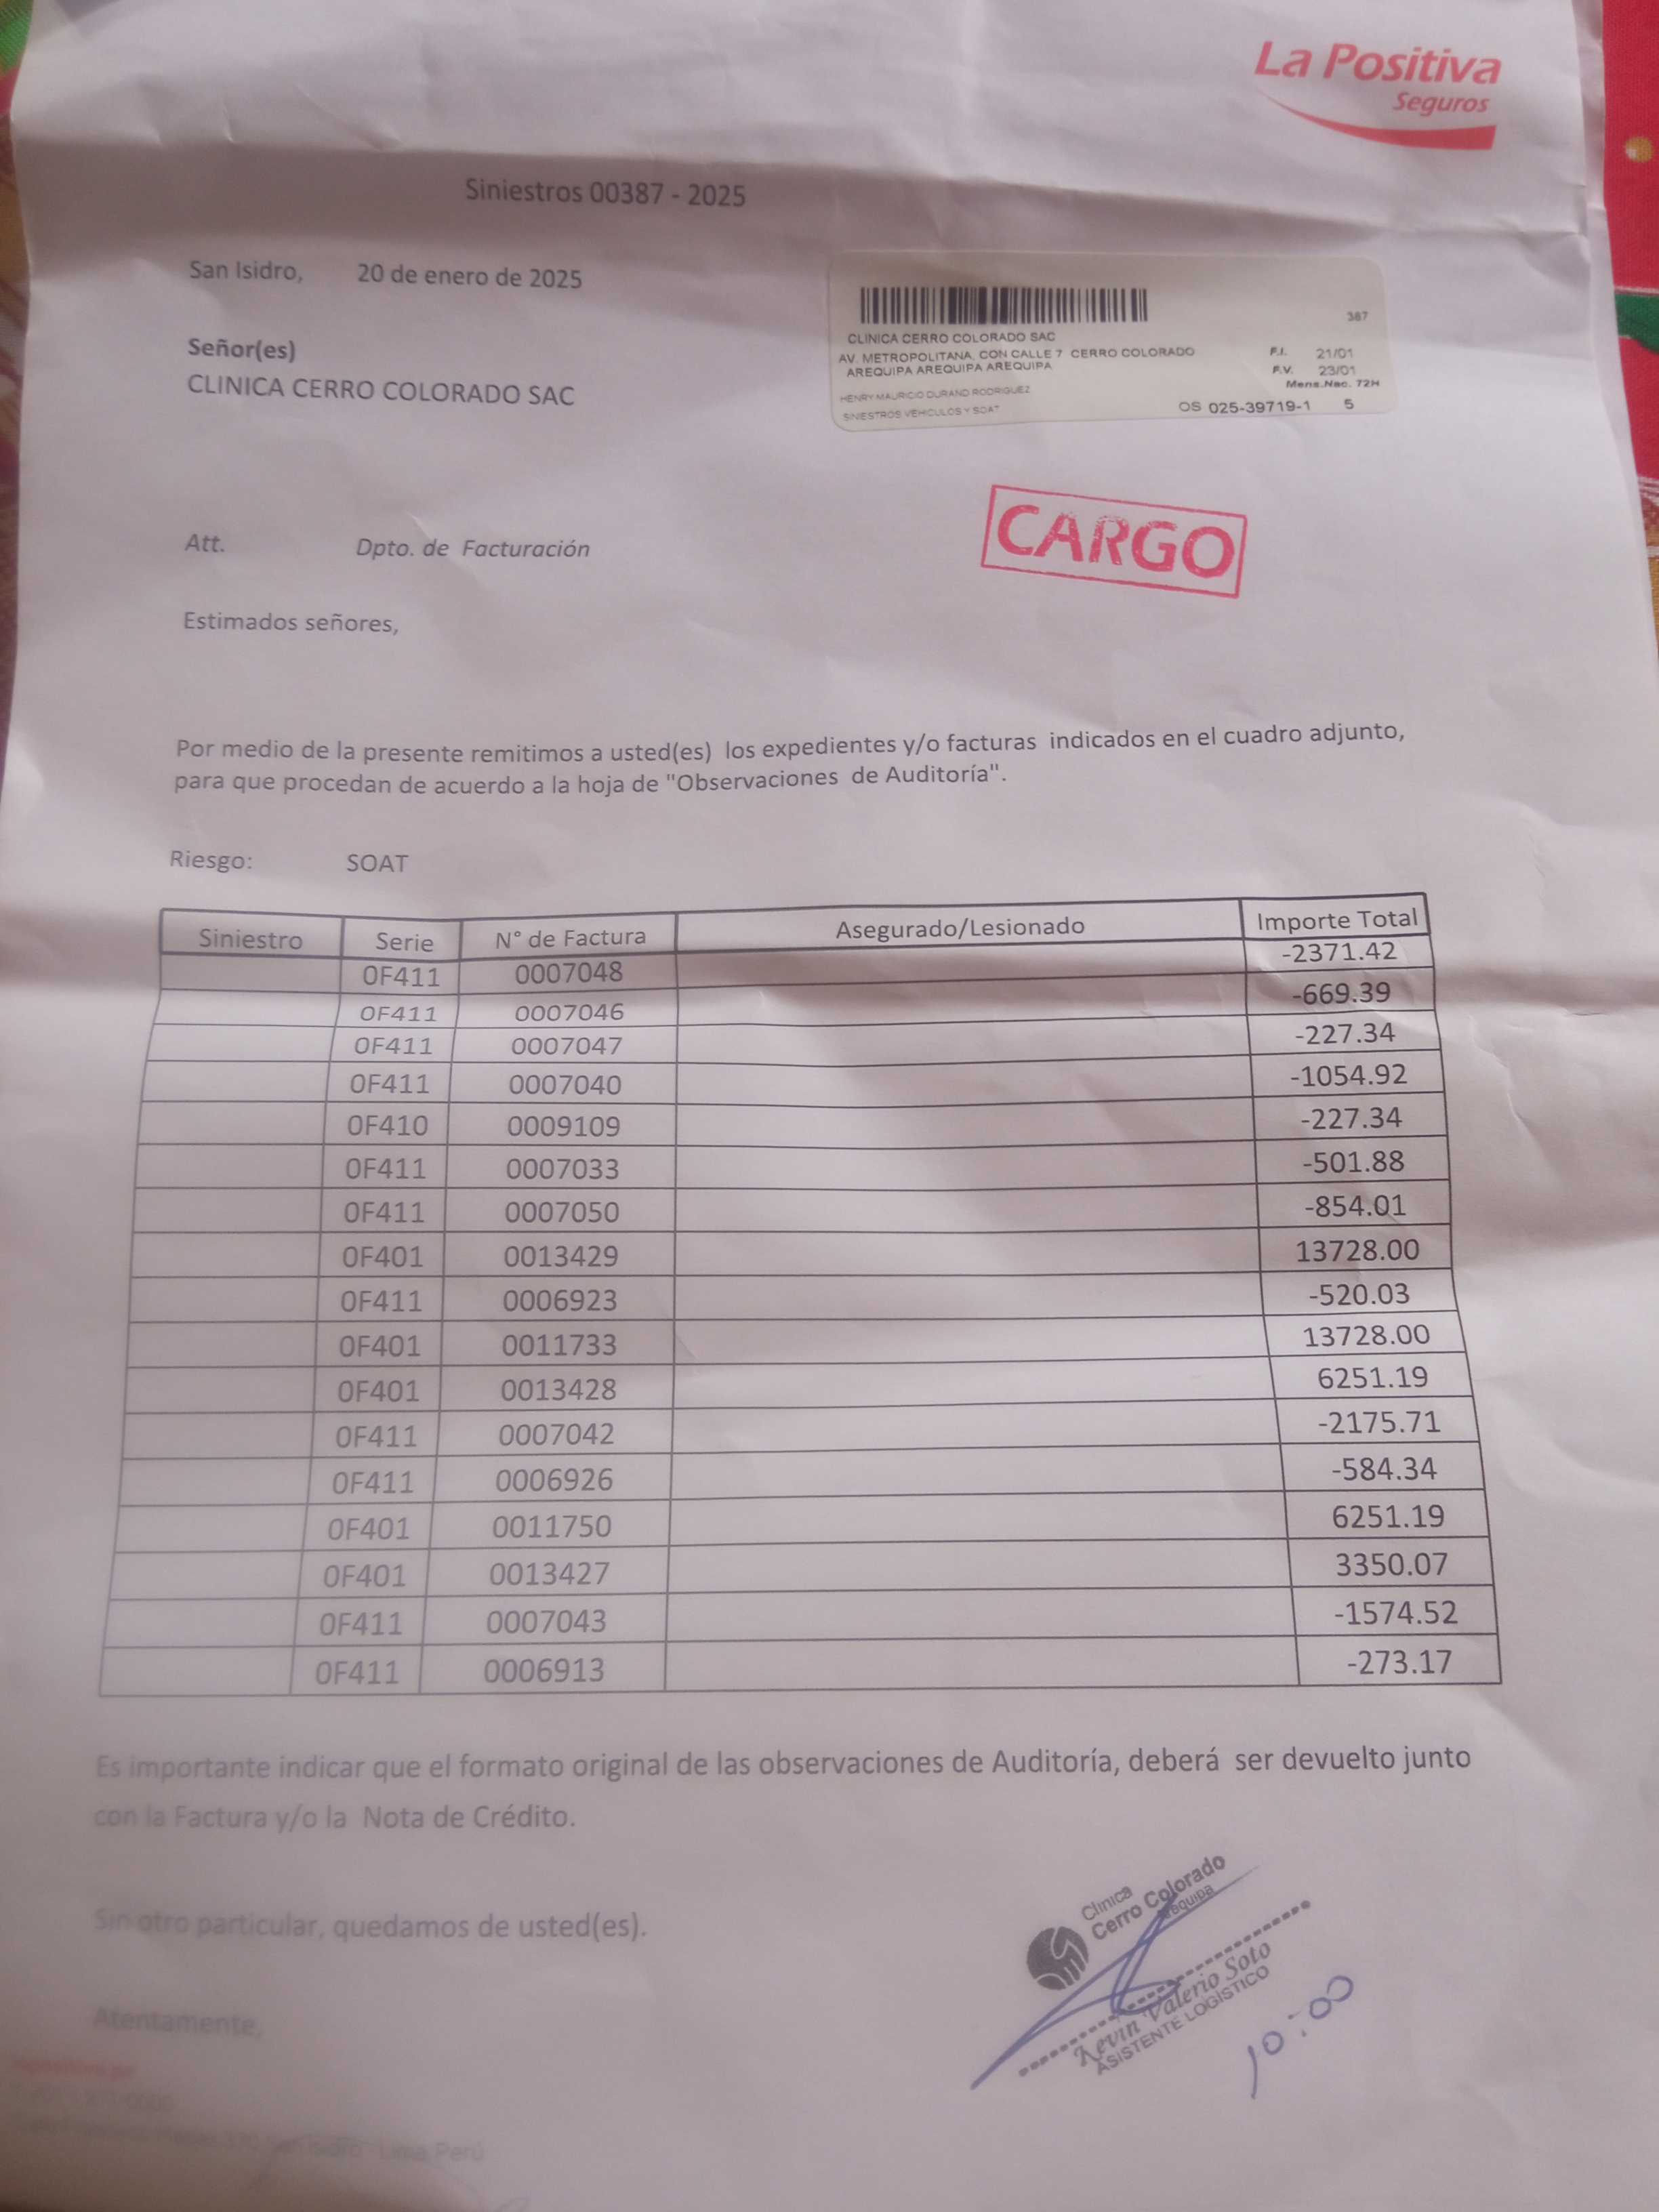 La Positiva
Seguros
Siniestros 00387 - 2025
San Isidro, 20 de enero de 2025
387
CLINICA CERRO COLORADO SAC
AV. METROPOLITANA, CON CALLE 7 CERRO COLORADO
AREQUIPA AREQUIPA AREQUIPA
F.I. 21/01
F.V. 23/01
Mens.Nac. 72H
HENRY MAURICIO DURAND RODRIGUEZ
SINIESTROS VEHICULOS Y SOAT
OS 025-39719-1 5
Señor(es)
CLINICA CERRO COLORADO SAC
CARGO
Att. Dpto. de Facturación
Estimados señores,
Por medio de la presente remitimos a usted(es) los expedientes y/o facturas indicados en el cuadro adjunto,
para que procedan de acuerdo a la hoja de "Observaciones de Auditoría".
Riesgo: SOAT
Siniestro Serie N° de Factura Asegurado/Lesionado Importe Total
0F411 0007048 -2371.42
0F411 0007046 -669.39
0F411 0007047 -227.34
0F411 0007040 -1054.92
0F410 0009109 -227.34
0F411 0007033 -501.88
0F411 0007050 -854.01
0F401 0013429 13728.00
0F411 0006923 -520.03
0F401 0011733 13728.00
0F401 0013428 6251.19
0F411 0007042 -2175.71
0F411 0006926 -584.34
0F401 0011750 6251.19
0F401 0013427 3350.07
0F411 0007043 -1574.52
0F411 0006913 -273.17
Es importante indicar que el formato original de las observaciones de Auditoría, deberá ser devuelto junto
con la Factura y/o la Nota de Crédito.
Sin otro particular, quedamos de usted(es).
Clinica
Cerro Colorado
Arequipa
Kevin Valerio Soto
ASISTENTE LOGÍSTICO
10:00
Atentamente,
San Isidro Lima Perú